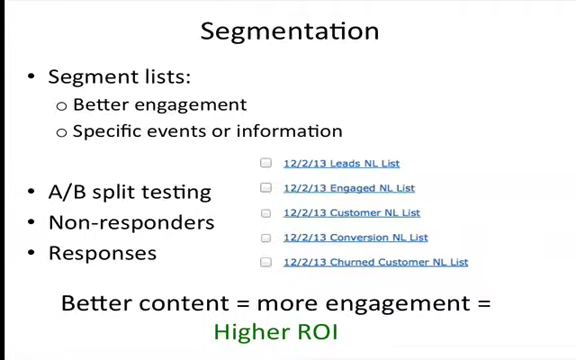 Segmentation
• Segment lists:
o Better engagement
o Specific events or information
12/2/13 Leads NL List
12/2/13 Engaged NL List
12/2/13 Customer NL List
12/2/13 Conversion NL List
12/2/13 Churned Customer NL List
• A/B split testing
• Non-responders
• Responses
Better content = more engagement =
Higher ROI